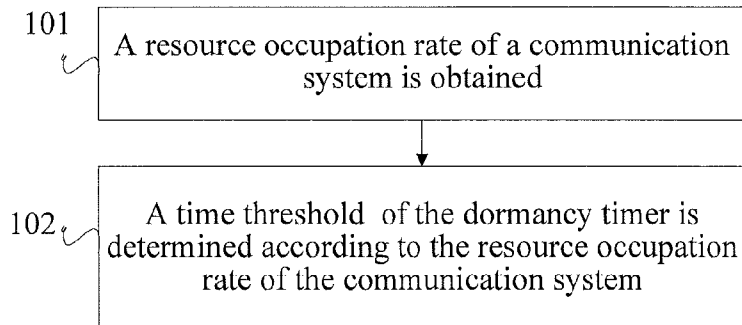 101
A resource occupation rate of a communication
system is obtained
102
A time threshold of the dormancy timer is
determined according to the resource occupation
rate of the communication system